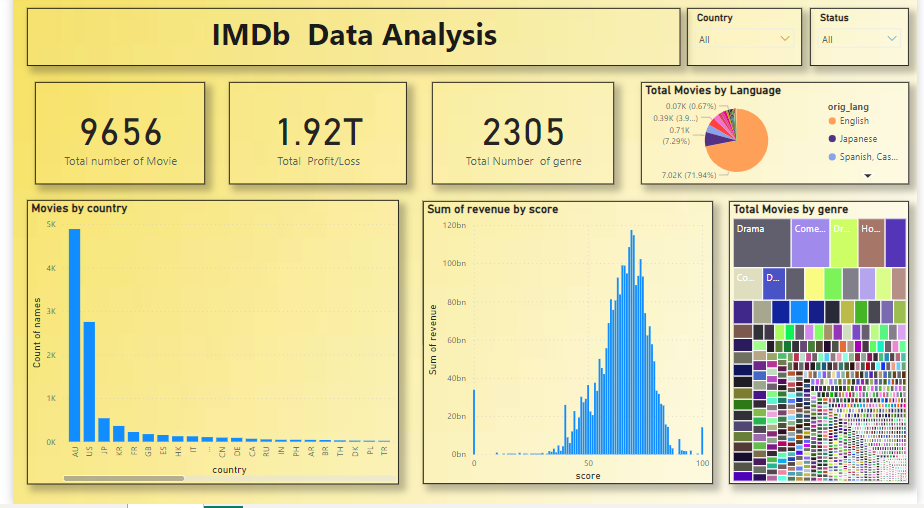 IMDb Data Analysis
Country
All
Status
All
9656
Total number of Movie
1.92T
Total Profit/Loss
2305
Total Number of genre
Total Movies by Language
0.07K (0.67%)
0.39K (3.9...)
0.71K
(7.29%)
7.02K (71.94%)
orig_lang
English
Japanese
Spanish, Cas...
Movies by country
Count of names
5K
4K
3K
2K
1K
0K
AU
US
JP
KR
FR
GB
ES
HK
IT
...
CN
DE
CA
RU
IN
PH
AR
BR
TH
DK
PL
TR
country
Sum of revenue by score
Sum of revenue
120bn
100bn
80bn
60bn
40bn
20bn
0bn
0
50
100
score
Total Movies by genre
Drama
Come...
Dr...
Ho...
Co...
D...